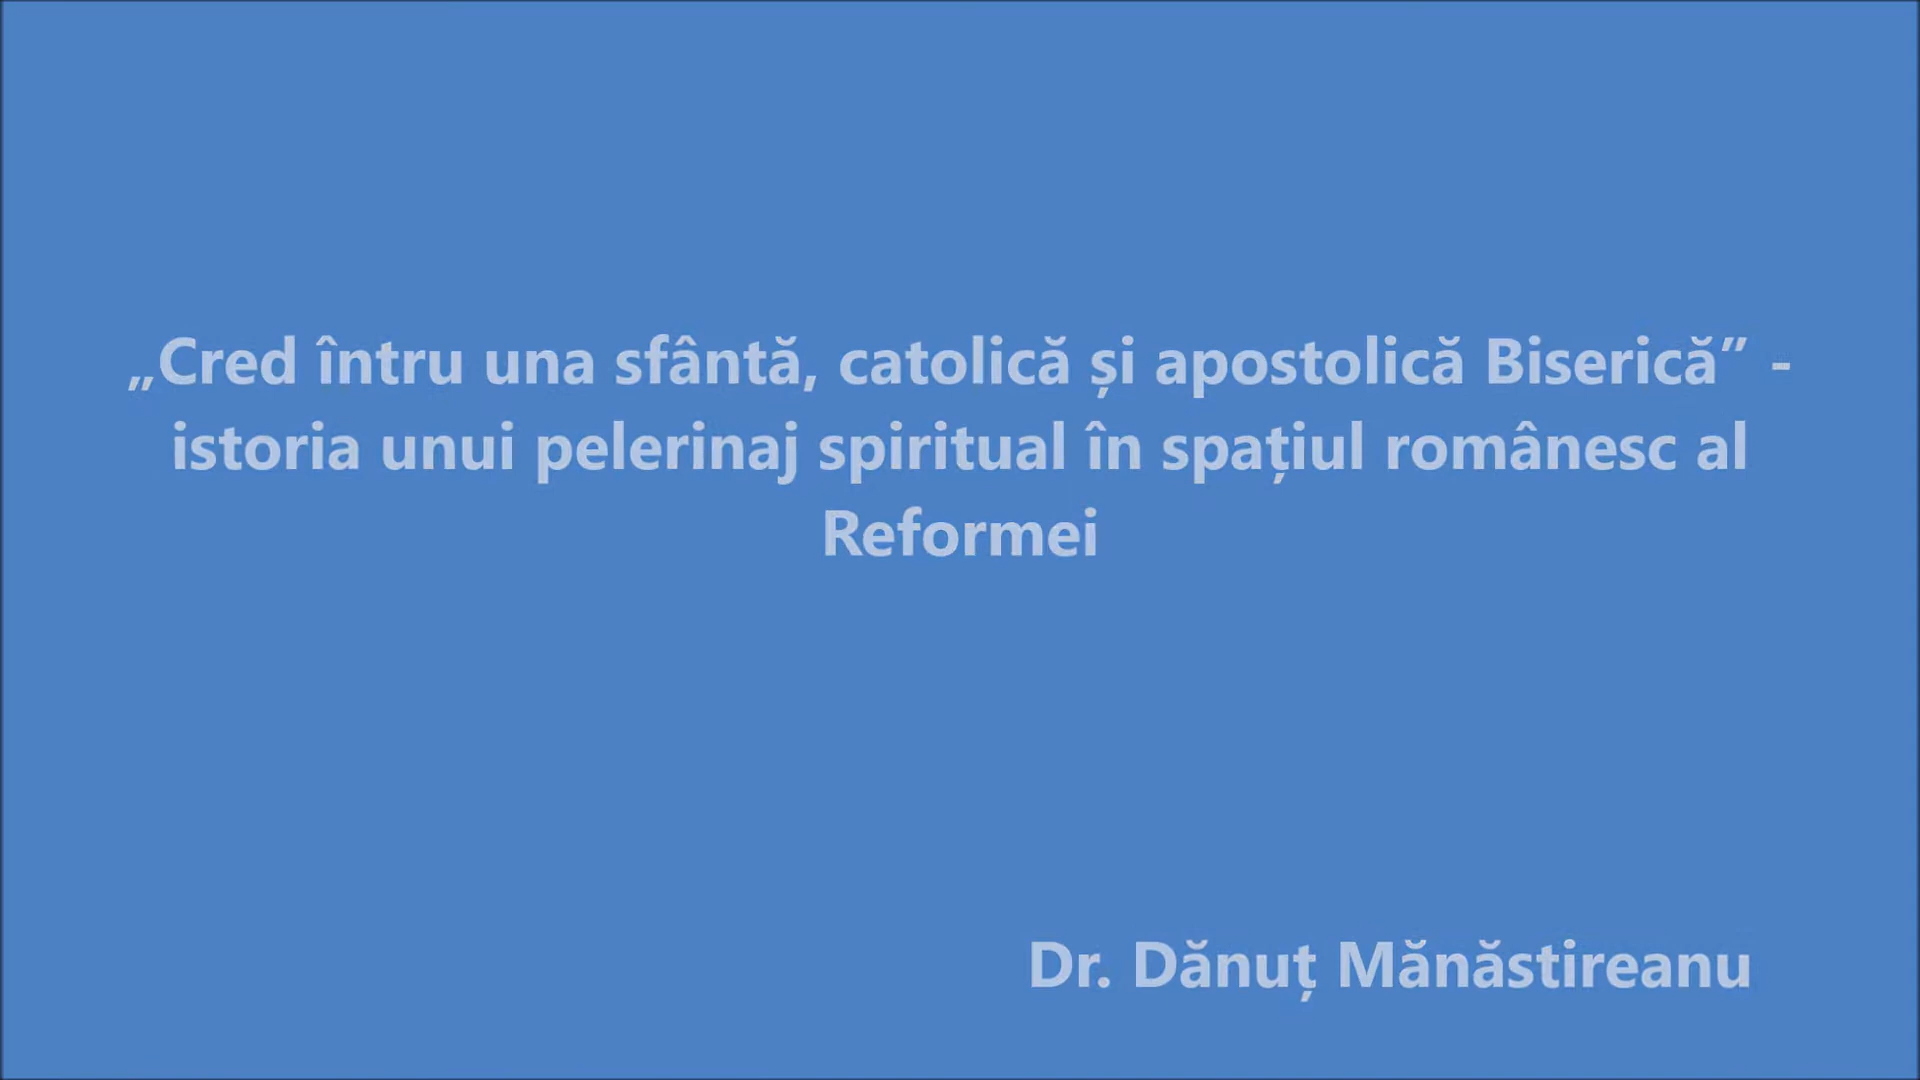 „Cred întru una sfântă, catolică și apostolică Biserică” -
istoria unui pelerinaj spiritual în spațiul românesc al
Reformei
Dr. Dănuț Mănăstireanu